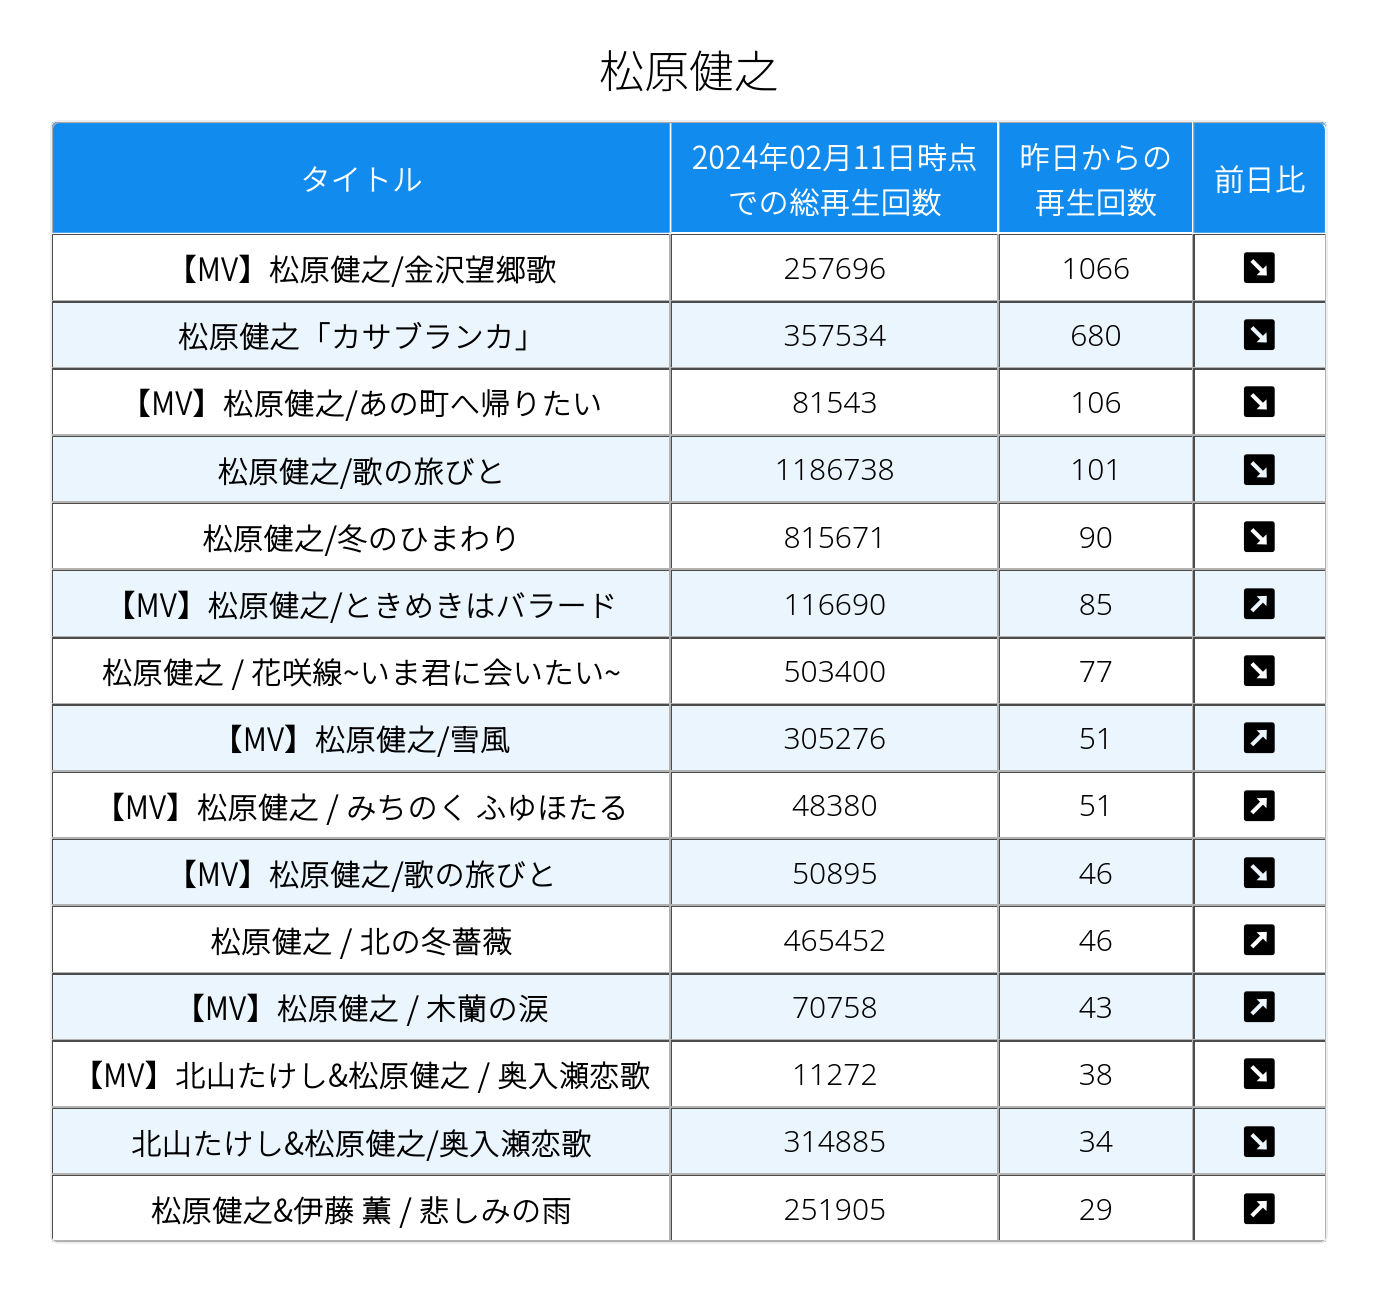 松原健之
タイトル
2024年02月11日時点
での総再生回数
昨日からの
再生回数
前日比
【MV】松原健之/金沢望郷歌 257696 1066 ↘
松原健之「カサブランカ」 357534 680 ↘
【MV】松原健之/あの町へ帰りたい 81543 106 ↘
松原健之/歌の旅びと 1186738 101 ↘
松原健之/冬のひまわり 815671 90 ↘
【MV】松原健之/ときめきはバラード 116690 85 ↗
松原健之 / 花咲線~いま君に会いたい~ 503400 77 ↘
【MV】松原健之/雪風 305276 51 ↗
【MV】松原健之 / みちのく ふゆほたる 48380 51 ↗
【MV】松原健之/歌の旅びと 50895 46 ↘
松原健之 / 北の冬薔薇 465452 46 ↗
【MV】松原健之 / 木蘭の涙 70758 43 ↗
【MV】北山たけし&松原健之 / 奥入瀬恋歌 11272 38 ↘
北山たけし&松原健之/奥入瀬恋歌 314885 34 ↘
松原健之&伊藤 薫 / 悲しみの雨 251905 29 ↗